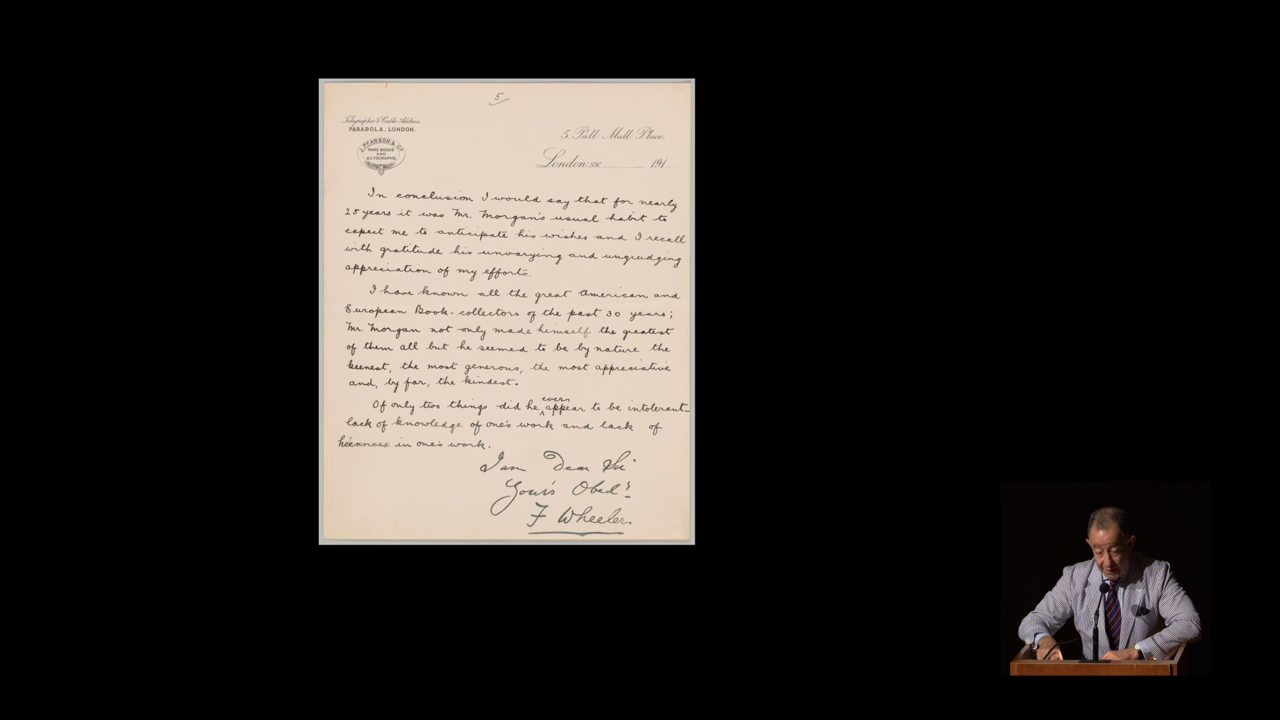 5
Telegraphic & Cable Address.
PARABOLA, LONDON.
J. PEARSON & CO.
RARE BOOKS
AND
AUTOGRAPHS.
5, Pall Mall Place.
London, S.W. 191
In conclusion I would say that for nearly
25 years it was Mr. Morgan's usual habit to
expect me to anticipate his wishes and I recall
with gratitude his unvarying and ungrudging
appreciation of my efforts.
I have known all the great American and
European Book-collectors of the past 30 years;
Mr. Morgan not only made himself the greatest
of them all but he seemed to be by nature the
keenest, the most generous, the most appreciative
and, by far, the kindest.
Of only two things did he ever appear to be intolerant—
lack of knowledge of one's work and lack of
keenness in one's work.
I am Dear Sir
Your's Obedt.
F Wheeler.